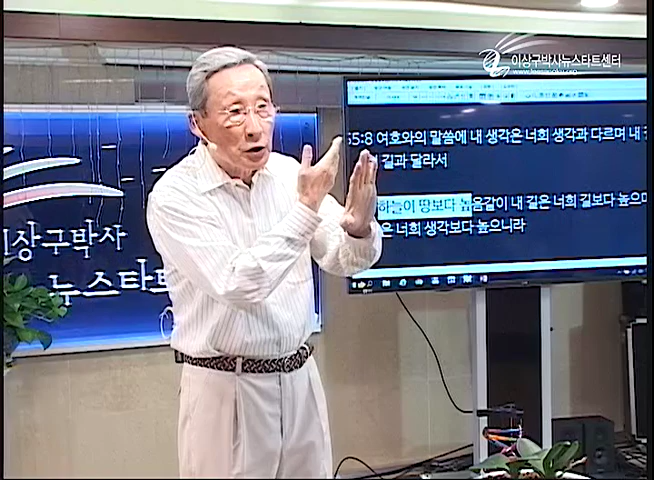 이상구박사뉴스타트센터
55:8 여호와의 말씀에 내 생각은 너희 생각과 다르며 내
길과 달라서
하늘이 땅보다 높음같이 내 길은 너희 길보다 높으며
은 너희 생각보다 높으니라
이상구박사
뉴스타트